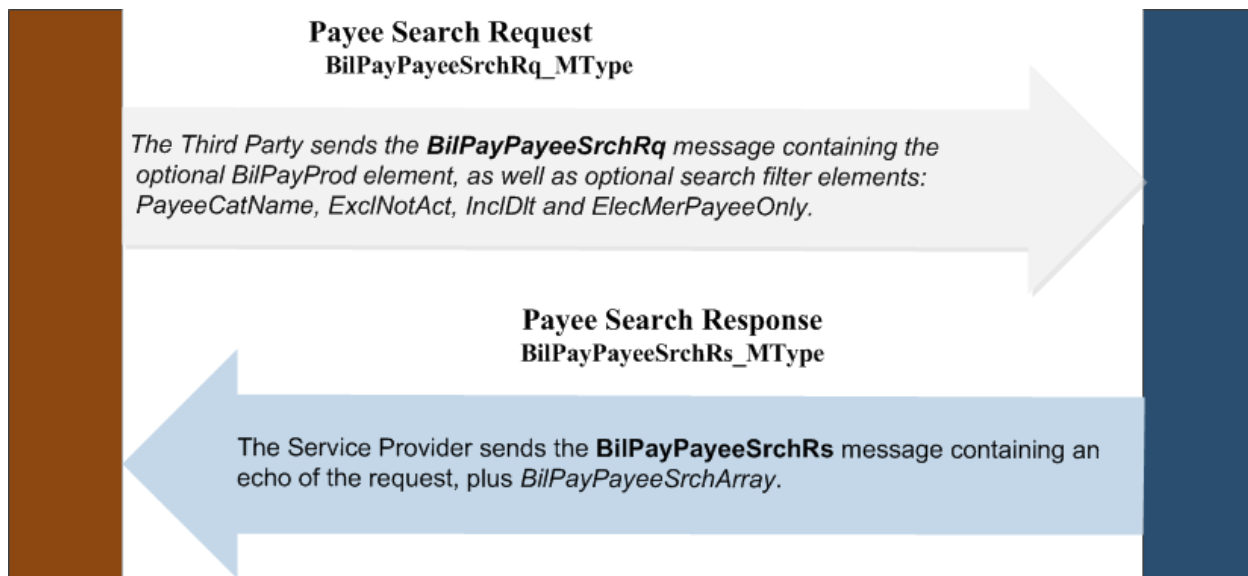 Payee Search Request
BilPayPayeeSrchRq_MType
The Third Party sends the BilPayPayeeSrchRq message containing the
optional BilPayProd element, as well as optional search filter elements:
PayeeCatName, ExclNotAct, InclDlt and ElecMerPayeeOnly.
Payee Search Response
BilPayPayeeSrchRs_MType
The Service Provider sends the BilPayPayeeSrchRs message containing an
echo of the request, plus BilPayPayeeSrchArray.